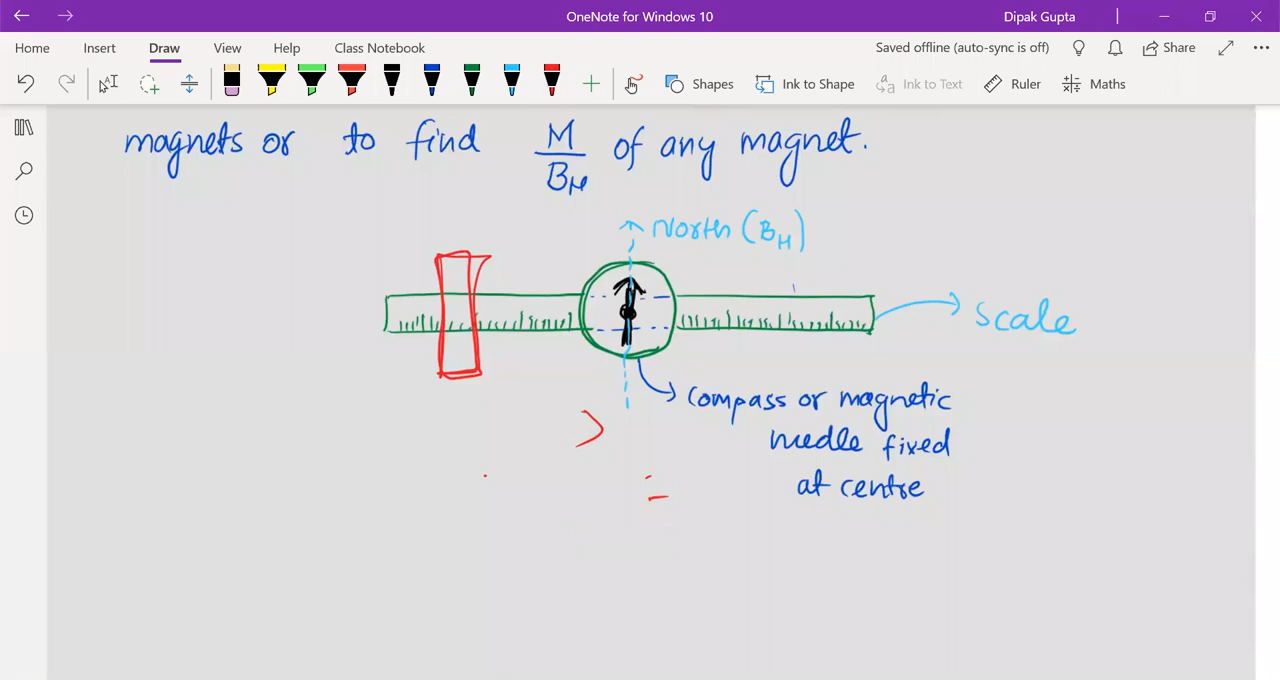 OneNote for Windows 10
Dipak Gupta
Home Insert Draw View Help Class Notebook
Saved offline (auto-sync is off)
Share
Shapes Ink to Shape Ink to Text Ruler Maths
magnets or to find M/B_H of any magnet.
North (B_H)
scale
compass or magnetic
needle fixed
at centre